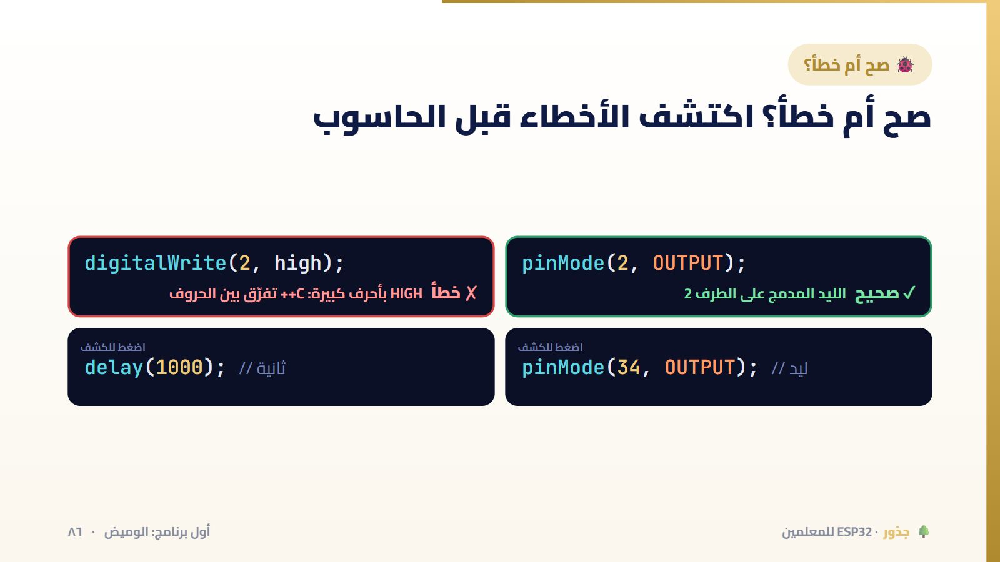 صح أم خطأ؟
صح أم خطأ؟ اكتشف الأخطاء قبل الحاسوب
pinMode(2, OUTPUT);
✓ صحيح الليد المدمج على الطرف 2
digitalWrite(2, high);
✗ خطأ HIGH بأحرف كبيرة: C++ تفرّق بين الحروف
اضغط للكشف
pinMode(34, OUTPUT); // ليد
اضغط للكشف
delay(1000); // ثانية
جذور · ESP32 للمعلمين
أول برنامج: الوميض · ٨٦